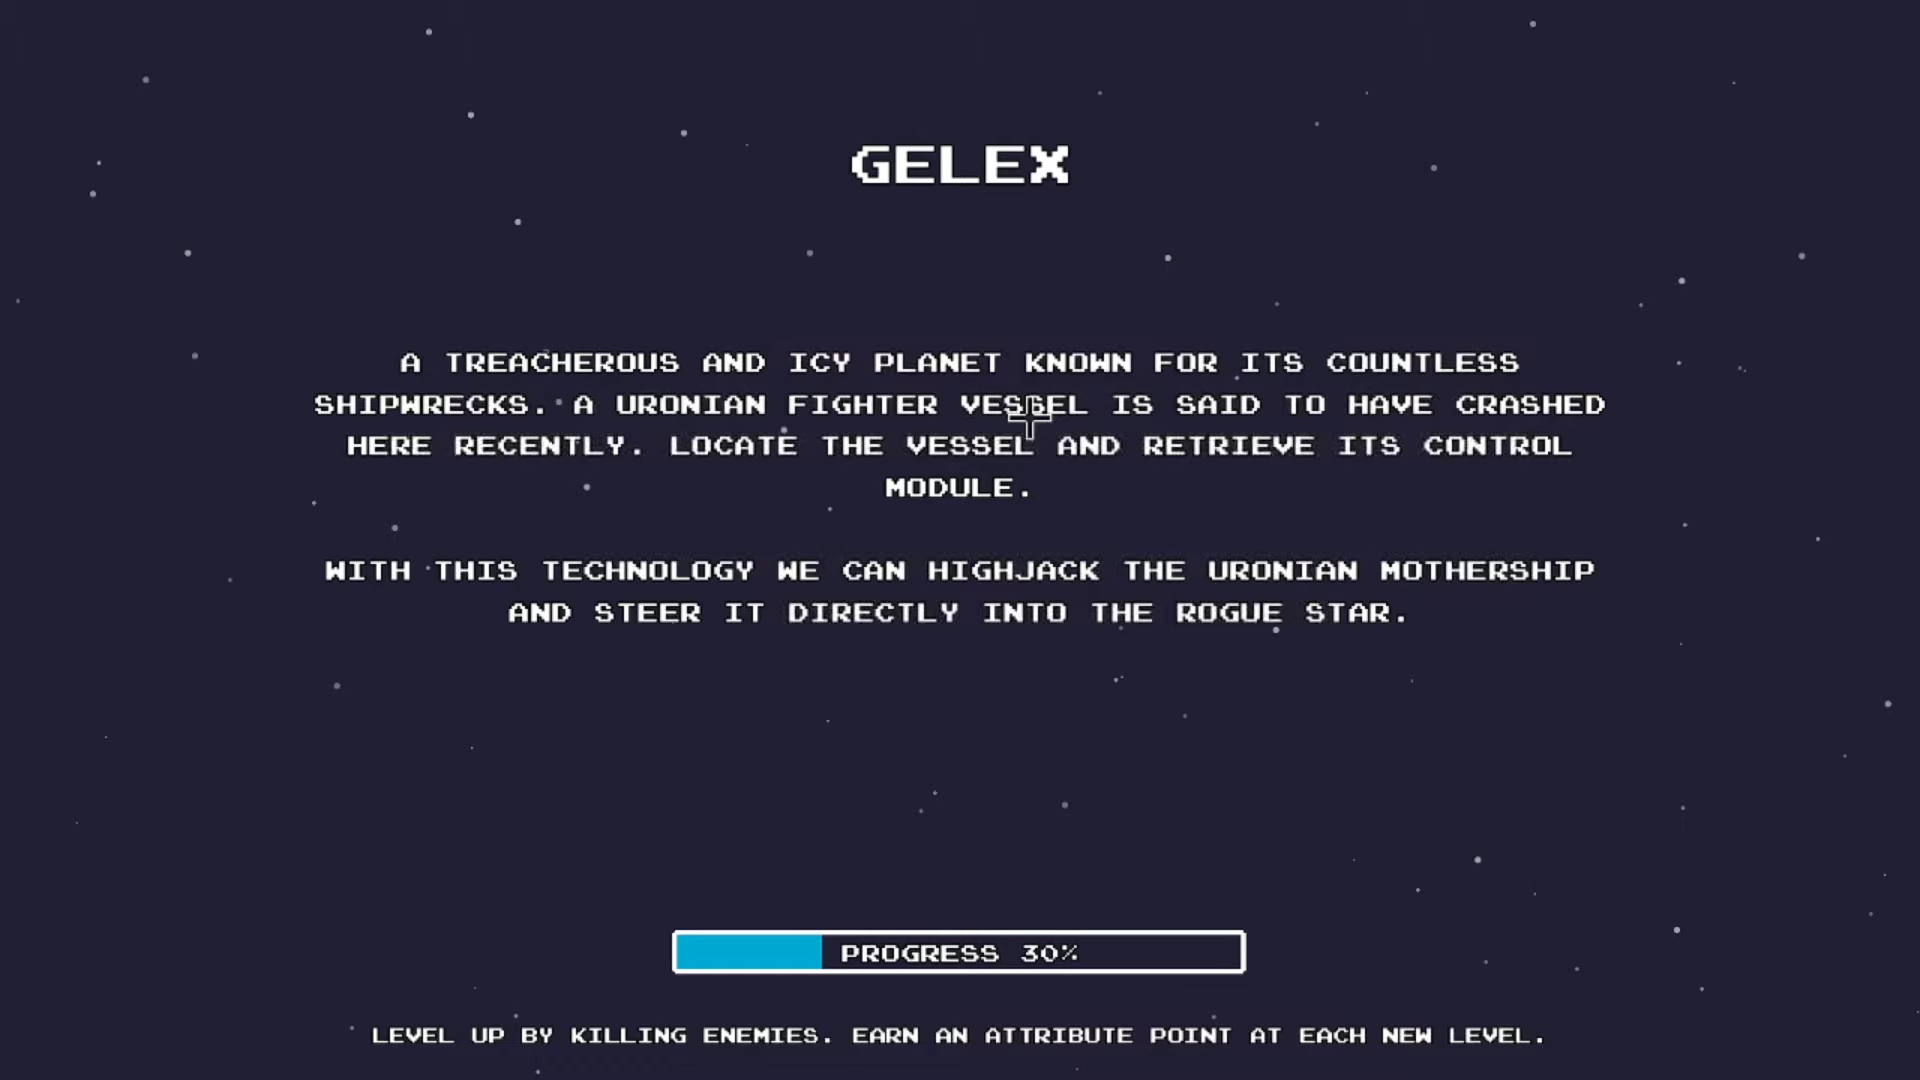 GELEX
A TREACHEROUS AND ICY PLANET KNOWN FOR ITS COUNTLESS
SHIPWRECKS. A URONIAN FIGHTER VESSEL IS SAID TO HAVE CRASHED
HERE RECENTLY. LOCATE THE VESSEL AND RETRIEVE ITS CONTROL
MODULE.
WITH THIS TECHNOLOGY WE CAN HIGHJACK THE URONIAN MOTHERSHIP
AND STEER IT DIRECTLY INTO THE ROGUE STAR.
PROGRESS 30%
LEVEL UP BY KILLING ENEMIES. EARN AN ATTRIBUTE POINT AT EACH NEW LEVEL.